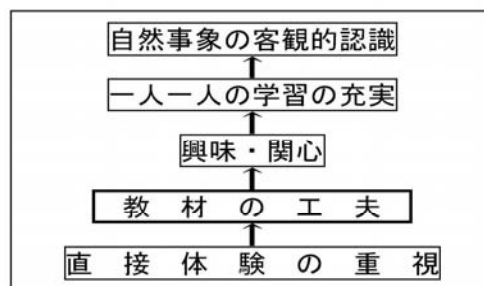 自然事象の客観的認識
一人一人の学習の充実
興味・関心
教材の工夫
直接体験の重視